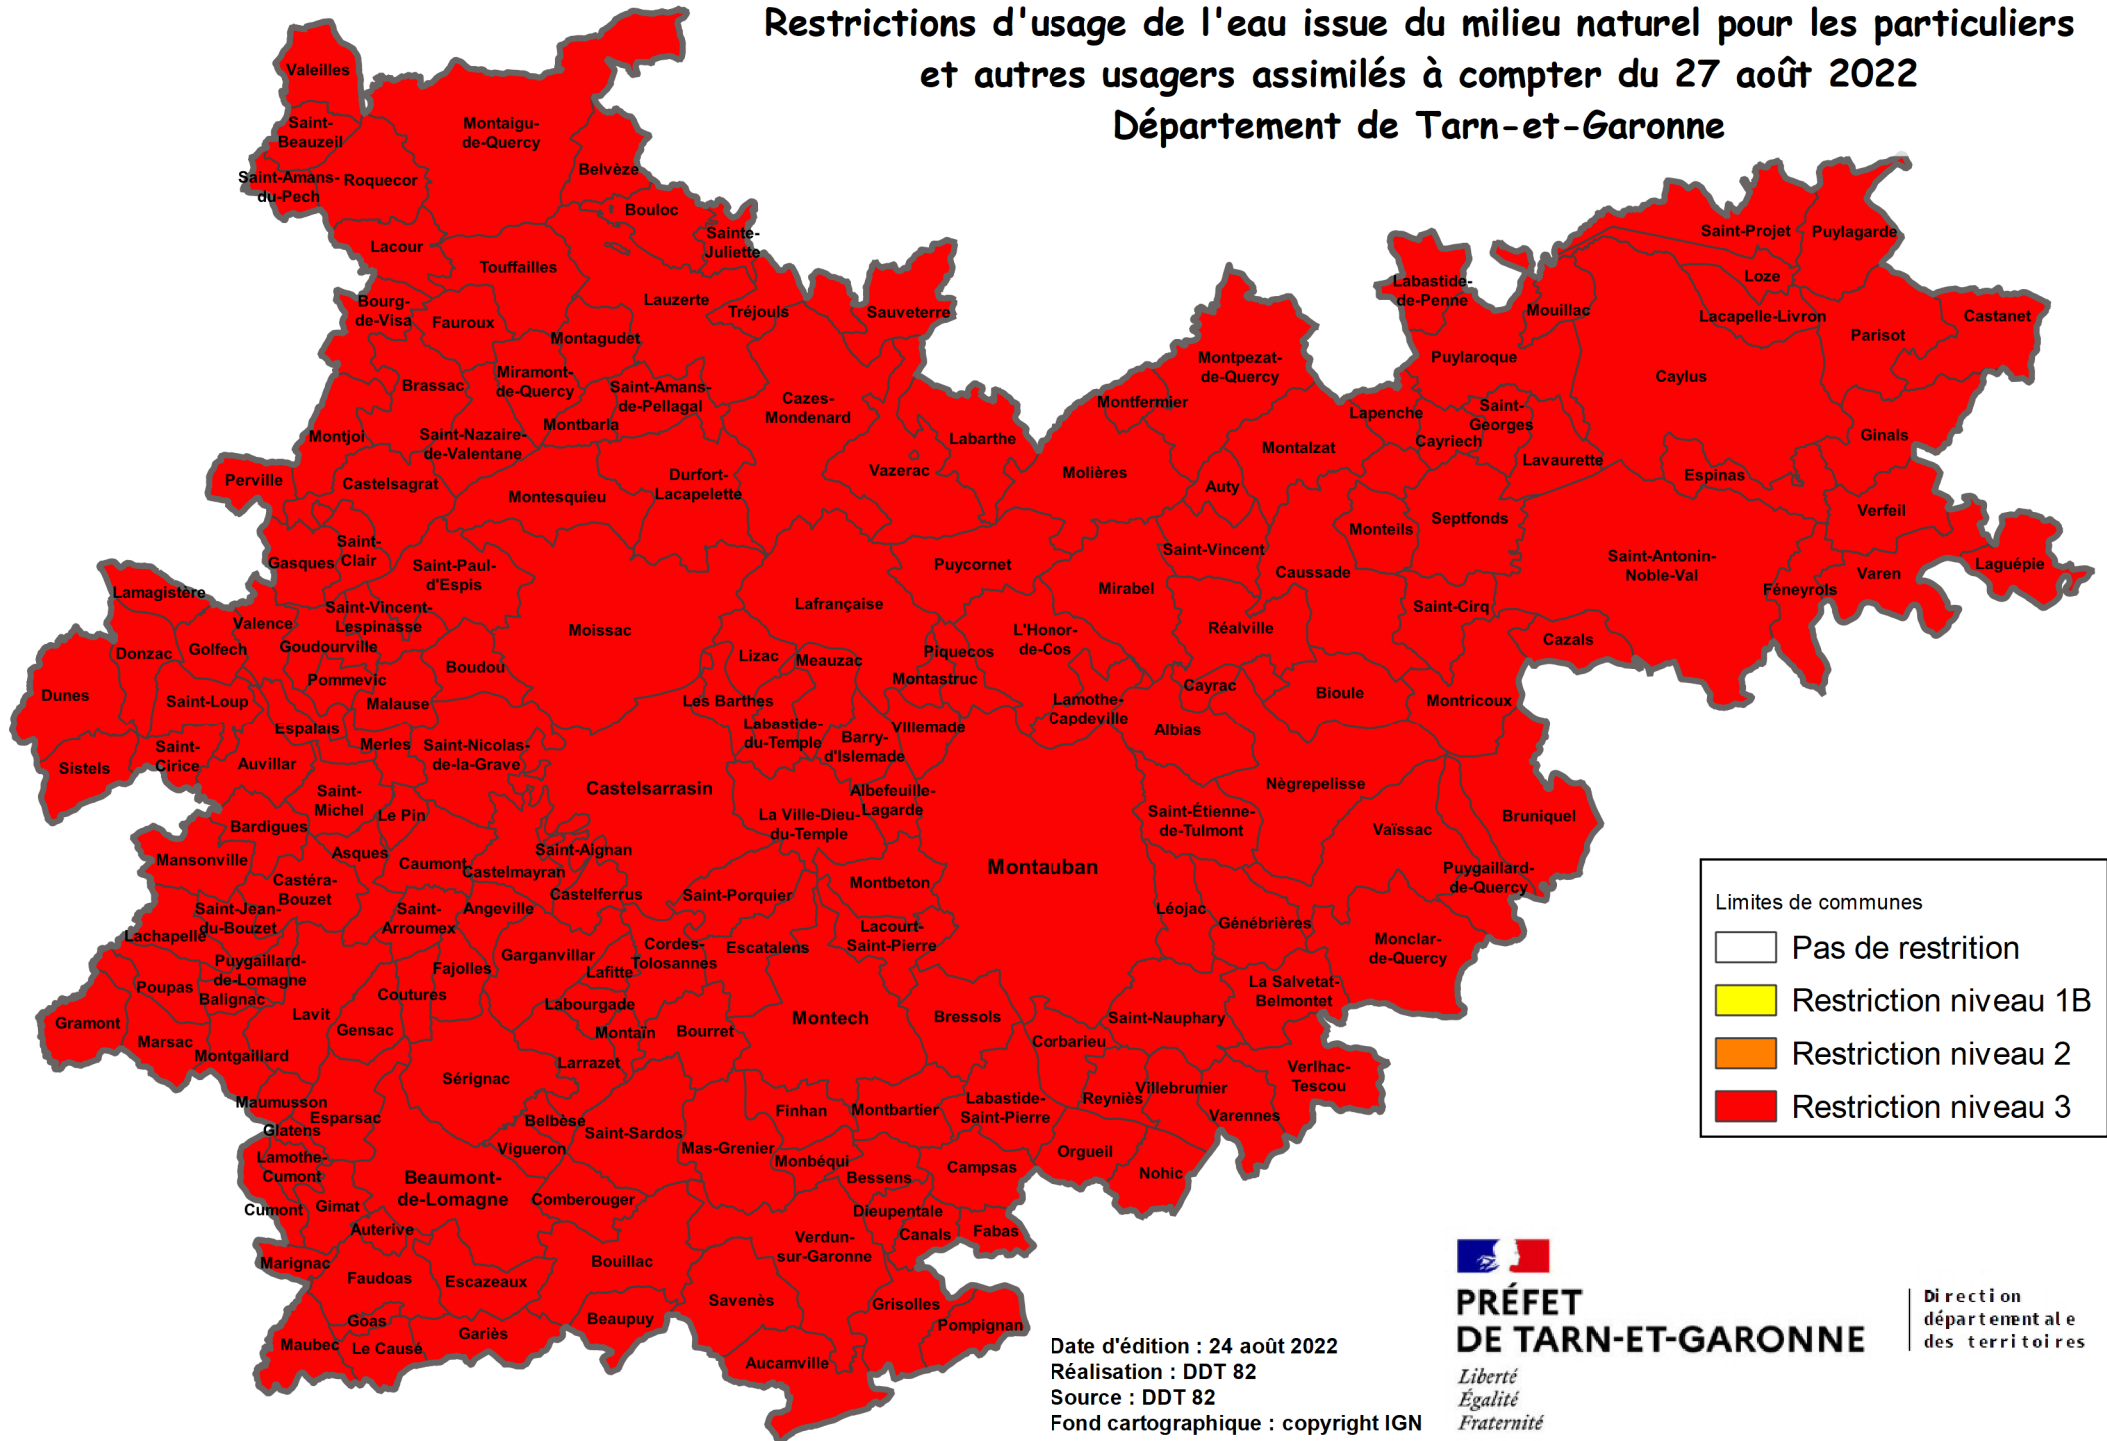 Restrictions d'usage de l'eau issue du milieu naturel pour les particuliers
et autres usagers assimilés à compter du 27 août 2022
Département de Tarn-et-Garonne
Valeilles
Saint-
Beauzeil
Montaigu-
de-Quercy
Belvèze
Saint-Amans-
du-Pech
Roquecor
Bouloc
Sainte-
Juliette
Lacour
Touffailles
Lauzerte
Tréjouls
Sauveterre
Bourg-
de-Visa
Fauroux
Montagudet
Miramont-
de-Quercy
Brassac
Saint-Amans-
de-Pellagal
Cazes-
Mondenard
Montbarla
Saint-Nazaire-
de-Valentane
Montjoi
Labarthe
Vazerac
Perville
Castelsagrat
Montesquieu
Durfort-
Lacapelette
Saint-Projet
Puylagarde
Loze
Labastide-
de-Penne
Mouillac
Lacapelle-Livron
Castanet
Parisot
Puylaroque
Caylus
Montpezat-
de-Quercy
Montfermier
Lapenche
Saint-
Georges
Cayriech
Ginals
Montalzat
Lavaurette
Molières
Espinas
Auty
Verfeil
Septfonds
Monteils
Saint-Vincent
Saint-Antonin-
Noble-Val
Laguépie
Varen
Féneyrols
Caussade
Saint-Cirq
Cazals
Gasques
Saint-
Clair
Saint-Paul-
d'Espis
Puycornet
Mirabel
Lamagistère
Saint-Vincent-
Lespinasse
Lafrançaise
Valence
Moissac
Réalville
L'Honor-
de-Cos
Donzac
Golfech
Goudourville
Lizac
Meauzac
Piquecos
Boudou
Pommevic
Montastruc
Cayrac
Bioule
Montricoux
Dunes
Saint-Loup
Malause
Les Barthes
Lamothe-
Capdeville
Espalais
Labastide-
du-Temple
VIllemade
Albias
Barry-
d'Islemade
Merles
Saint-Nicolas-
de-la-Grave
Saint-
Cirice
Sistels
Auvillar
Castelsarrasin
Nègrepelisse
Saint-
Michel
Albefeuille-
Lagarde
Le Pin
La Ville-Dieu-
du-Temple
Saint-Étienne-
de-Tulmont
Vaïssac
Bruniquel
Bardigues
Asques
Saint-Aignan
Mansonville
Caumont
Castelmayran
Montauban
Puygaillard-
de-Quercy
Castéra-
Bouzet
Montbeton
Castelferrus
Saint-Porquier
Saint-Jean-
du-Bouzet
Saint-
Arroumex
Angeville
Léojac
Génébrières
Lachapelle
Lacourt-
Saint-Pierre
Monclar-
de-Quercy
Cordes-
Tolosannes
Escatalens
Garganvillar
Puygaillard-
de-Lomagne
Fajolles
Lafitte
Poupas
Balignac
Coutures
La Salvetat-
Belmontet
Labourgade
Lavit
Gramont
Gensac
Montaïn
Bourret
Montech
Bressols
Saint-Nauphary
Marsac
Montgaillard
Corbarieu
Larrazet
Sérignac
Verlhac-
Tescou
Villebrumier
Maumusson
Esparsac
Reyniès
Labastide-
Saint-Pierre
Finhan
Montbartier
Varennes
Belbèse
Glatens
Saint-Sardos
Vigueron
Mas-Grenier
Orgueil
Lamothe-
Cumont
Monbéqui
Campsas
Nohic
Bessens
Beaumont-
de-Lomagne
Comberouger
Cumont
Gimat
Dieupentale
Auterive
Canals
Fabas
Verdun-
sur-Garonne
Marignac
Bouillac
Faudoas
Escazeaux
Savenès
Grisolles
Goas
Beaupuy
Pompignan
Gariès
Maubec
Le Causé
Aucamville
Limites de communes
Pas de restrition
Restriction niveau 1B
Restriction niveau 2
Restriction niveau 3
Date d'édition : 24 août 2022
Réalisation : DDT 82
Source : DDT 82
Fond cartographique : copyright IGN
PRÉFET
DE TARN-ET-GARONNE
Liberté
Égalité
Fraternité
Direction
départementale
des territoires